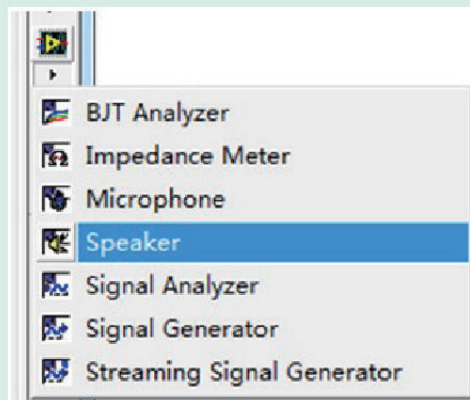 BJT Analyzer
Impedance Meter
Microphone
Speaker
Signal Analyzer
Signal Generator
Streaming Signal Generator